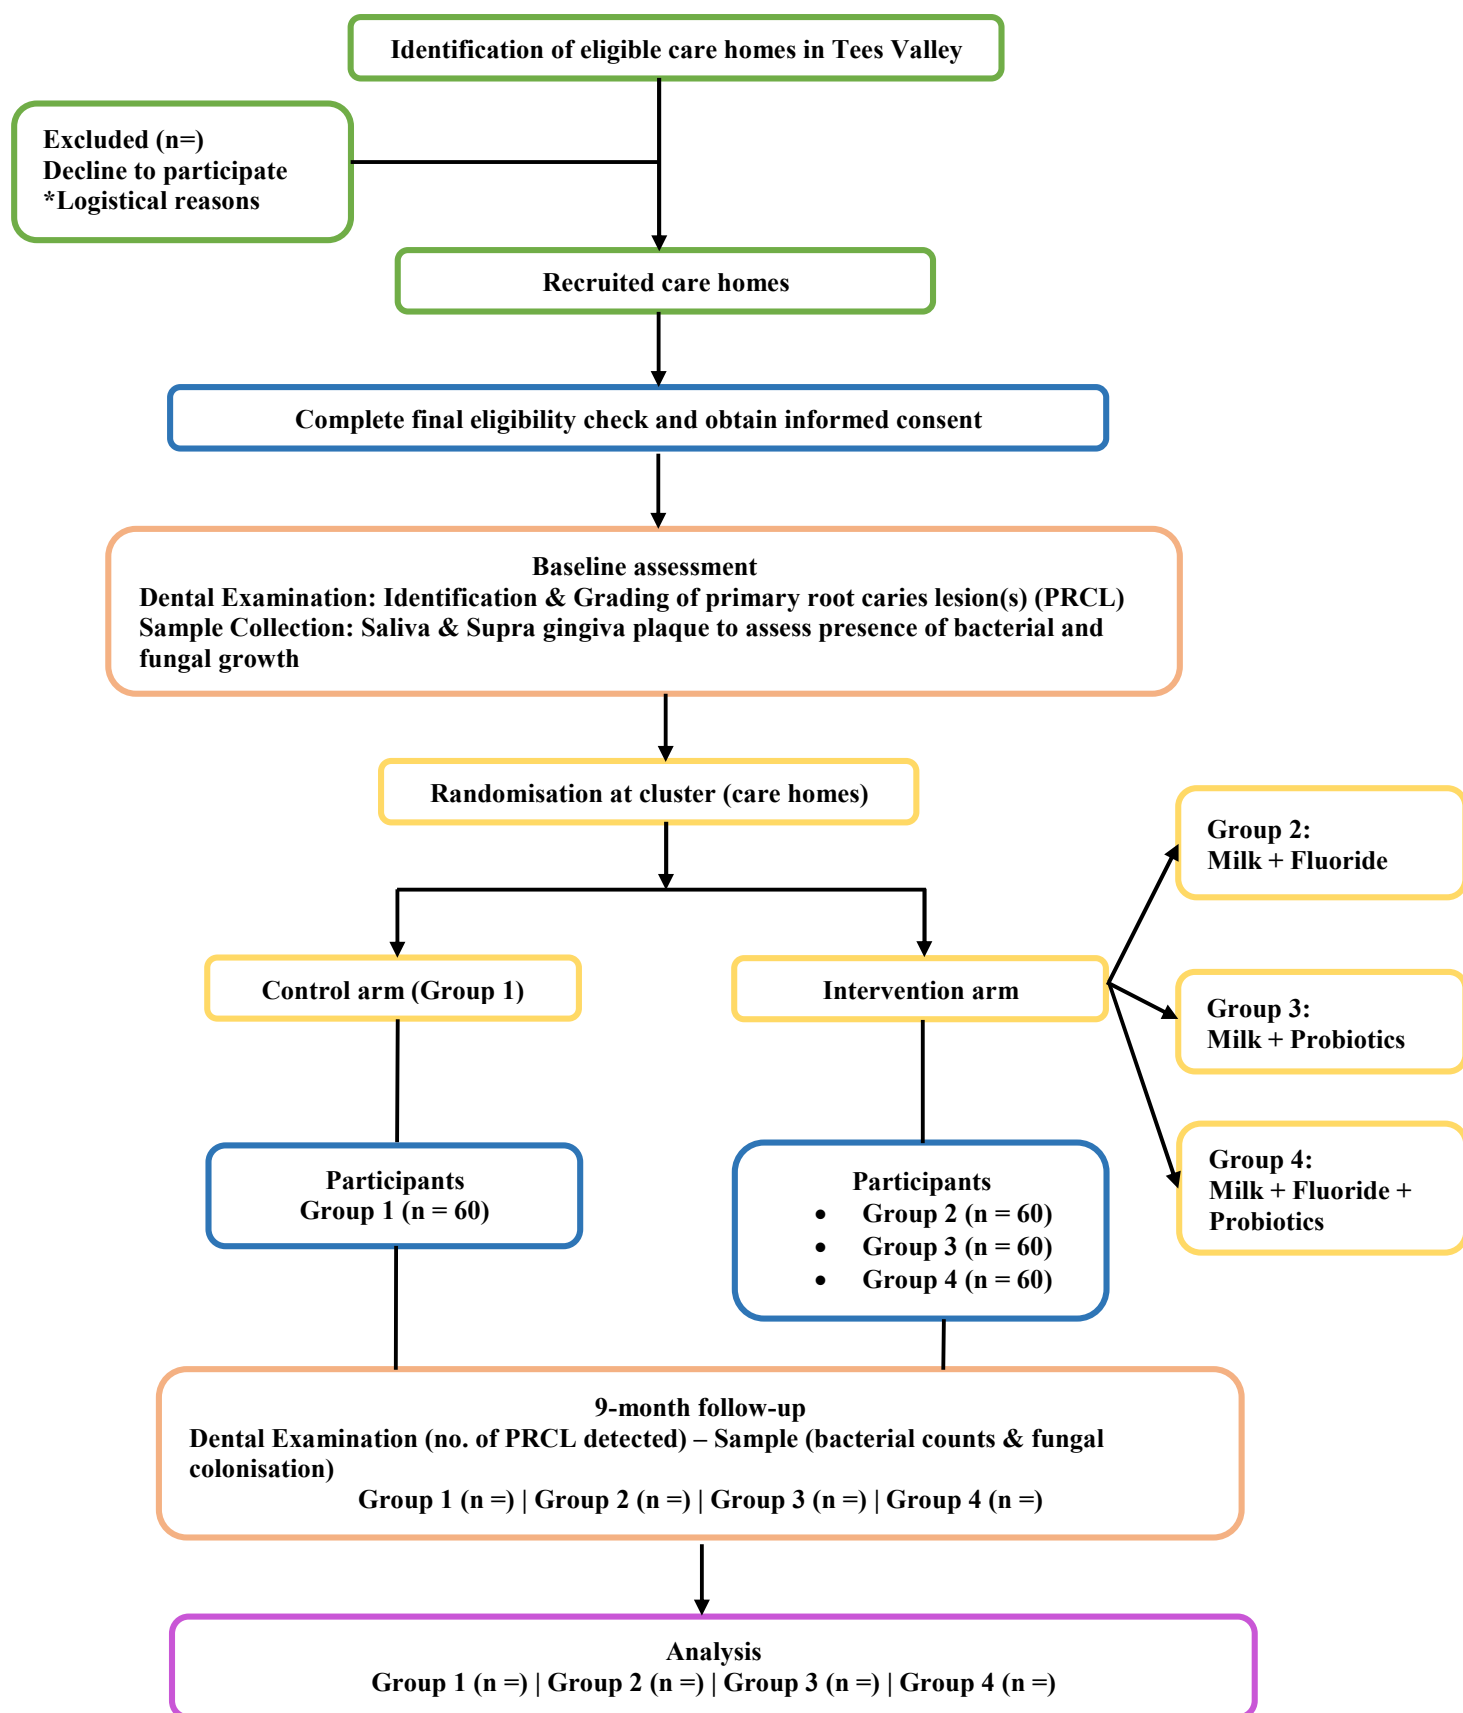 Identification of eligible care homes in Tees Valley
Excluded (n=)
Decline to participate
*Logistical reasons
Recruited care homes
Complete final eligibility check and obtain informed consent
Baseline assessment
Dental Examination: Identification & Grading of primary root caries lesion(s) (PRCL)
Sample Collection: Saliva & Supra gingiva plaque to assess presence of bacterial and
fungal growth
Randomisation at cluster (care homes)
Group 2:
Milk + Fluoride
Control arm (Group 1)
Intervention arm
Group 3:
Milk + Probiotics
Group 4:
Milk + Fluoride +
Probiotics
Participants
Group 1 (n = 60)
Participants
• Group 2 (n = 60)
• Group 3 (n = 60)
• Group 4 (n = 60)
9-month follow-up
Dental Examination (no. of PRCL detected) – Sample (bacterial counts & fungal
colonisation)
Group 1 (n =) | Group 2 (n =) | Group 3 (n =) | Group 4 (n =)
Analysis
Group 1 (n =) | Group 2 (n =) | Group 3 (n =) | Group 4 (n =)